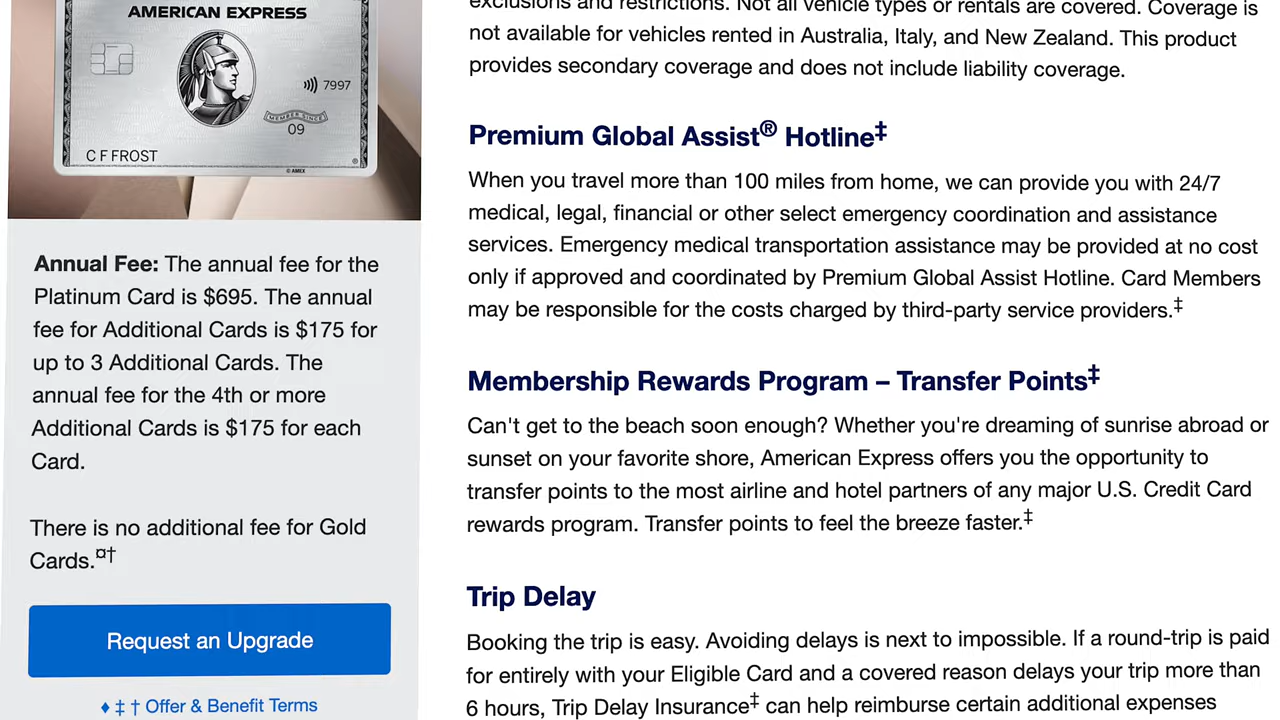 AMERICAN EXPRESS
7997
MEMBER SINCE
09
C F FROST
® 
© AMEX
Annual Fee: The annual fee for the
Platinum Card is $695. The annual
fee for Additional Cards is $175 for
up to 3 Additional Cards. The
annual fee for the 4th or more
Additional Cards is $175 for each
Card.
There is no additional fee for Gold
Cards.¤†
Request an Upgrade
♦ ‡ † Offer & Benefit Terms
exclusions and restrictions. Not all vehicle types or rentals are covered. Coverage is
not available for vehicles rented in Australia, Italy, and New Zealand. This product
provides secondary coverage and does not include liability coverage.
Premium Global Assist® Hotline‡
When you travel more than 100 miles from home, we can provide you with 24/7
medical, legal, financial or other select emergency coordination and assistance
services. Emergency medical transportation assistance may be provided at no cost
only if approved and coordinated by Premium Global Assist Hotline. Card Members
may be responsible for the costs charged by third-party service providers.‡
Membership Rewards Program – Transfer Points‡
Can't get to the beach soon enough? Whether you're dreaming of sunrise abroad or
sunset on your favorite shore, American Express offers you the opportunity to
transfer points to the most airline and hotel partners of any major U.S. Credit Card
rewards program. Transfer points to feel the breeze faster.‡
Trip Delay
Booking the trip is easy. Avoiding delays is next to impossible. If a round-trip is paid
for entirely with your Eligible Card and a covered reason delays your trip more than
6 hours, Trip Delay Insurance‡ can help reimburse certain additional expenses